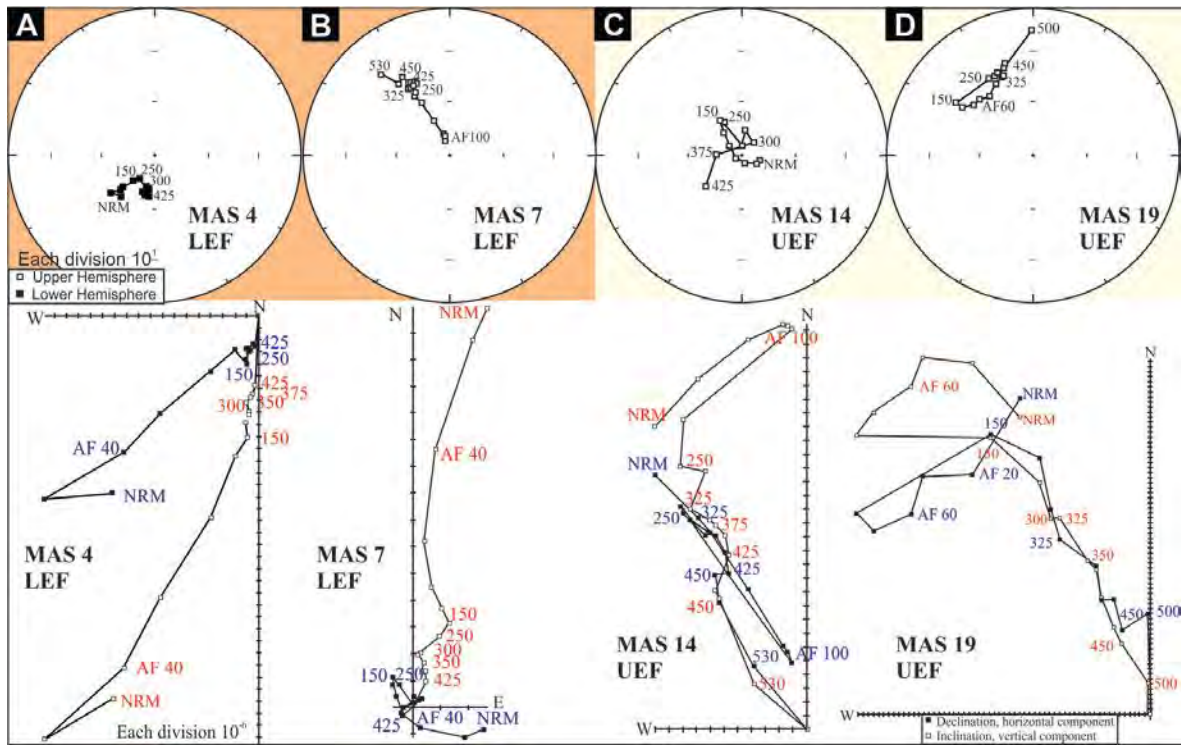 A
150 250
300
425
NRM
MAS 4
LEF
Each division 10¹
Upper Hemisphere
Lower Hemisphere
B
530
450
425
325
250
AF100
MAS 7
LEF
C
150
250
300
375
NRM
425
MAS 14
UEF
D
500
450
250
325
150
AF60
MAS 19
UEF
W
N
425
250
150
425
375
350
300
150
AF 40
NRM
MAS 4
LEF
AF 40
NRM
Each division 10⁻⁶
N
NRM
AF 40
150
250
300
350
425
150 250
E
425
AF 40
NRM
MAS 7
LEF
N
AF 100
NRM
NRM
250
325
325
250
375
425
425
450
450
AF 100
530
530
MAS 14
UEF
W
N
AF 60
NRM
NRM
150
150
AF 20
AF 60
300
325
325
350
450
500
450
500
MAS 19
UEF
W
Declination, horizontal component
Inclination, vertical component